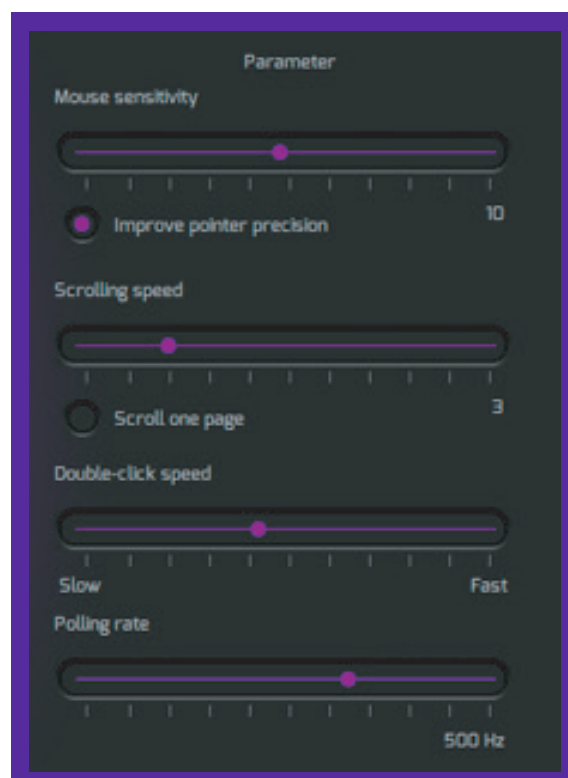 Parameter
Mouse sensitivity
10
Improve pointer precision
Scrolling speed
3
Scroll one page
Double-click speed
Slow Fast
Polling rate
500 Hz